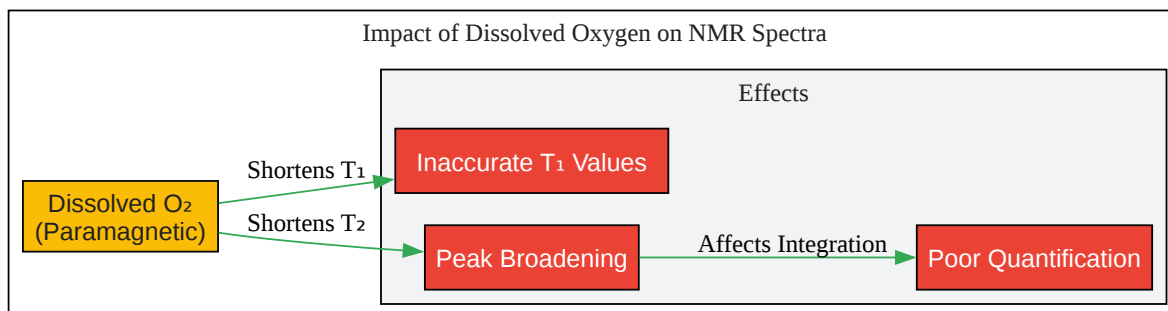 Impact of Dissolved Oxygen on NMR Spectra
Effects
Inaccurate T₁ Values
Shortens T₁
Dissolved O₂
(Paramagnetic)
Shortens T₂
Peak Broadening
Affects Integration
Poor Quantification